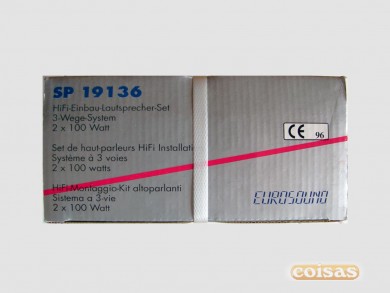 SP 19136
HiFi-Einbau-Lautsprecher-Set
3-Wege-System
2 x 100 Watt
Set de haut-parleurs HiFi Installati
Système à 3 voies
2 x 100 watts
HiFi-Montaggio-Kit altoparlanti
Sistema a 3-vie
2 x 100 Watt
CE 96
EUROSOUND
coisas